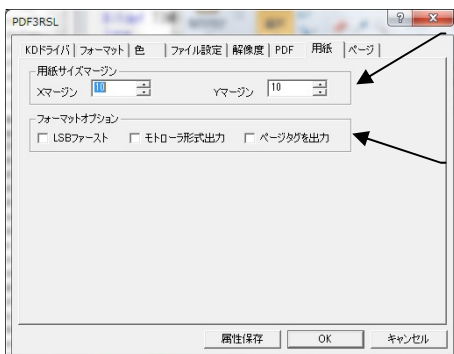 PDF3RSL
KDドライバ フォーマット 色 ファイル設定 解像度 PDF 用紙 ページ
用紙サイズマージン
Xマージン 10 Yマージン 10
フォーマットオプション
LSBファースト モトローラ形式出力 ページタグを出力
属性保存 OK キャンセル